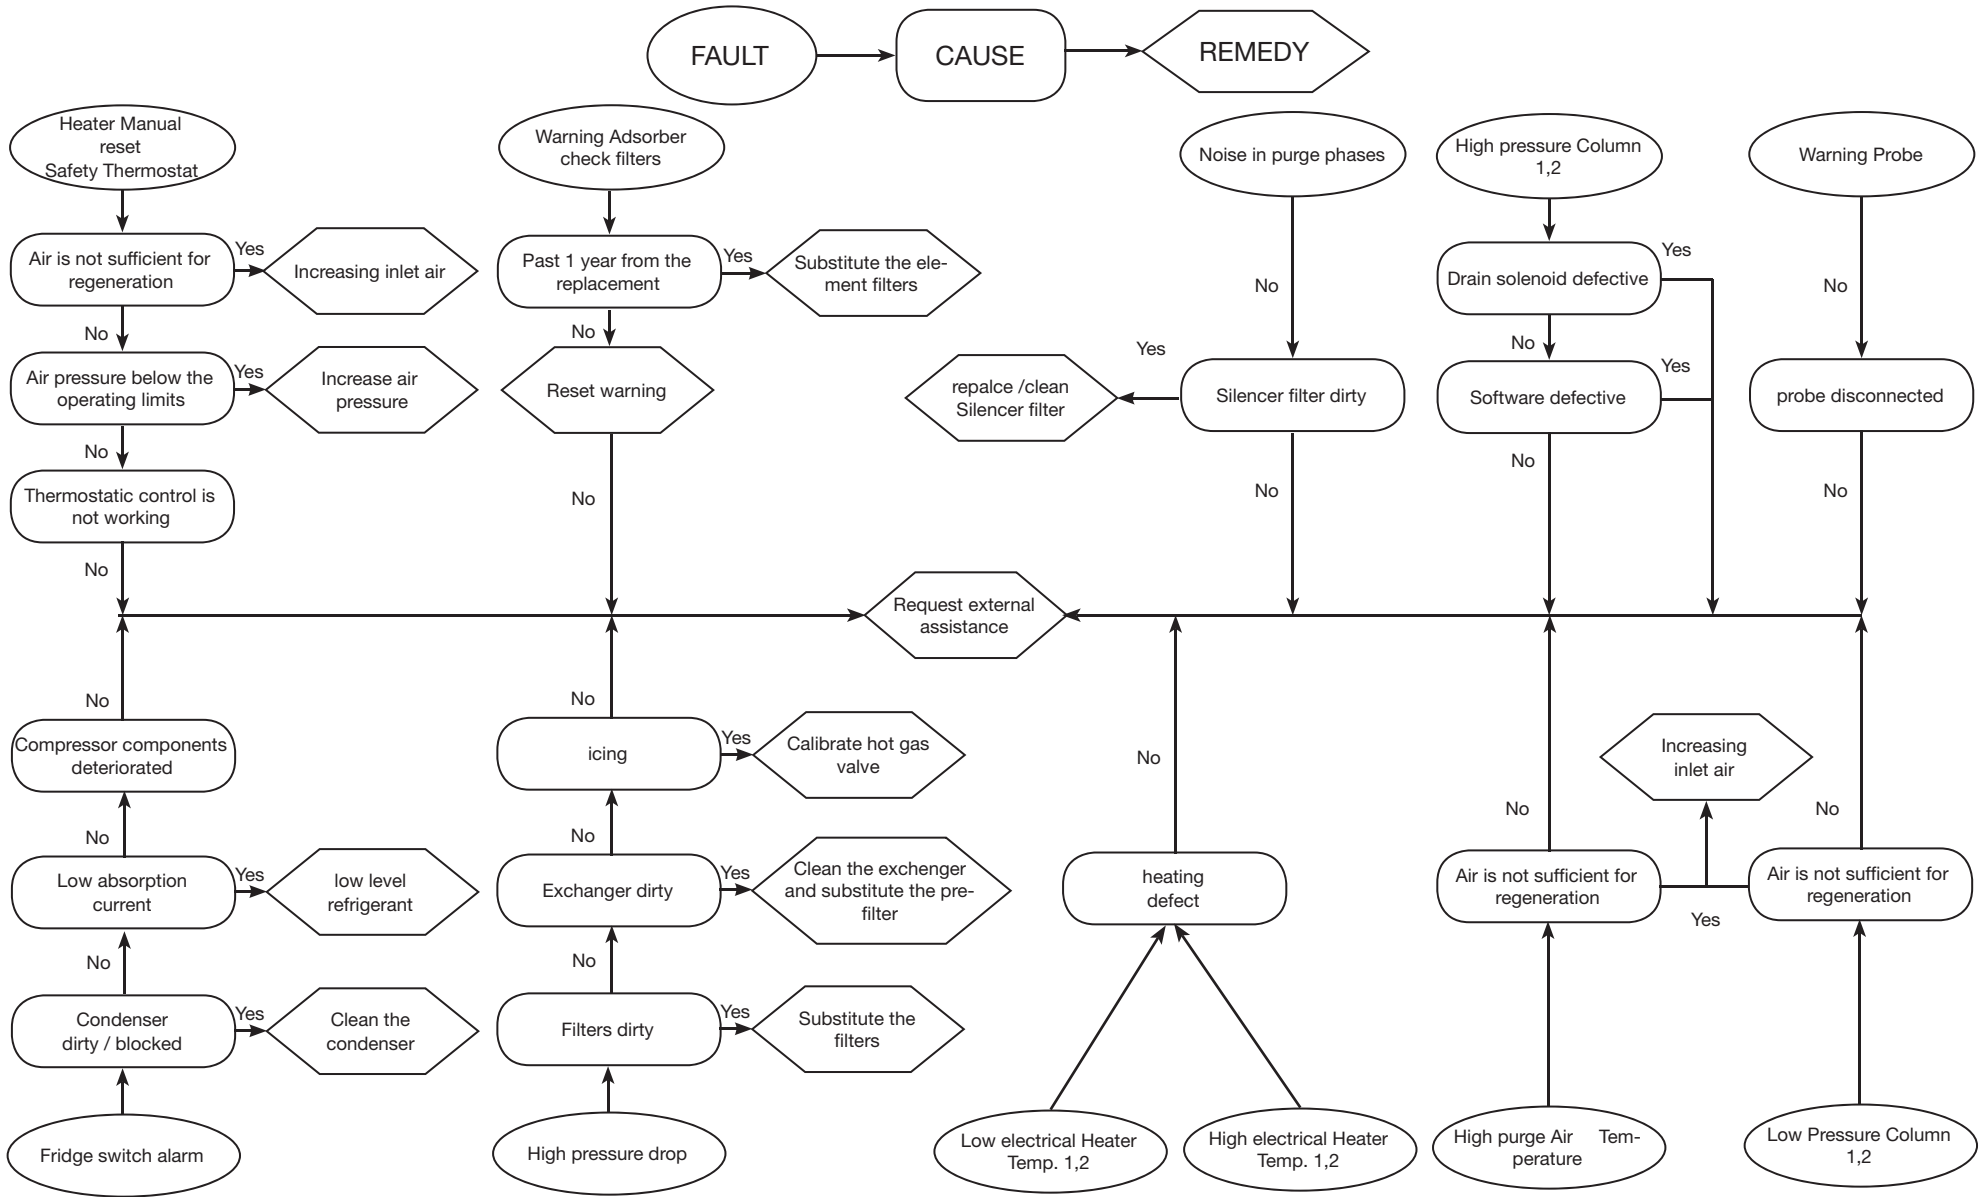 FAULT
CAUSE
REMEDY
Heater Manual
reset
Safety Thermostat
Air is not sufficient for
regeneration
Yes
Increasing inlet air
No
Air pressure below the
operating limits
Yes
Increase air
pressure
No
Thermostatic control is
not working
No
Warning Adsorber
check filters
Past 1 year from the
replacement
Yes
Substitute the ele-
ment filters
No
Reset warning
No
Noise in purge phases
No
Silencer filter dirty
Yes
repalce /clean
Silencer filter
No
High pressure Column
1,2
Drain solenoid defective
Yes
No
Software defective
Yes
No
Warning Probe
No
probe disconnected
No
Request external
assistance
No
Compressor components
deteriorated
No
Low absorption
current
Yes
low level
refrigerant
No
Condenser
dirty / blocked
Yes
Clean the
condenser
Fridge switch alarm
No
icing
Yes
Calibrate hot gas
valve
No
Exchanger dirty
Yes
Clean the exchenger
and substitute the pre-
filter
No
Filters dirty
Yes
Substitute the
filters
High pressure drop
No
heating
defect
Low electrical Heater
Temp. 1,2
High electrical Heater
Temp. 1,2
No
Air is not sufficient for
regeneration
Yes
Increasing
inlet air
High purge Air Tem-
perature
No
Air is not sufficient for
regeneration
Low Pressure Column
1,2